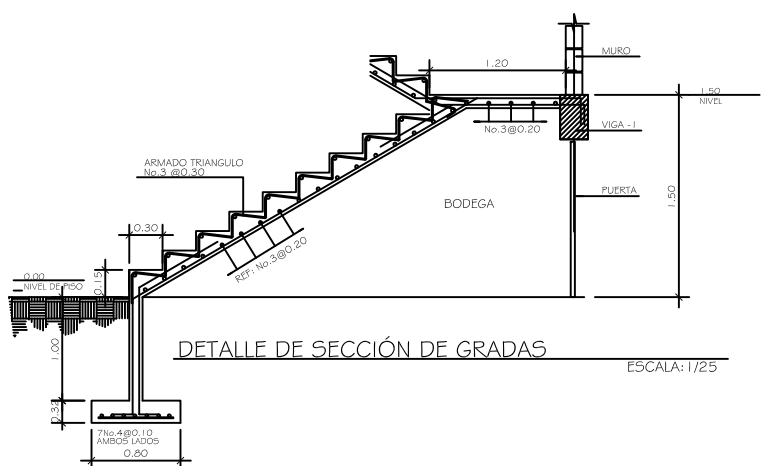 1.20
MURO
1.50
NIVEL
No.3@0.20
VIGA -1
ARMADO TRIANGULO
No.3 @0.30
PUERTA
1.50
BODEGA
0.30
REF: No.3@0.20
0.00
NIVEL DE PISO
0.15
1.00
DETALLE DE SECCIÓN DE GRADAS
ESCALA: 1/25
0.32
7No.4@0.10
AMBOS LADOS
0.80